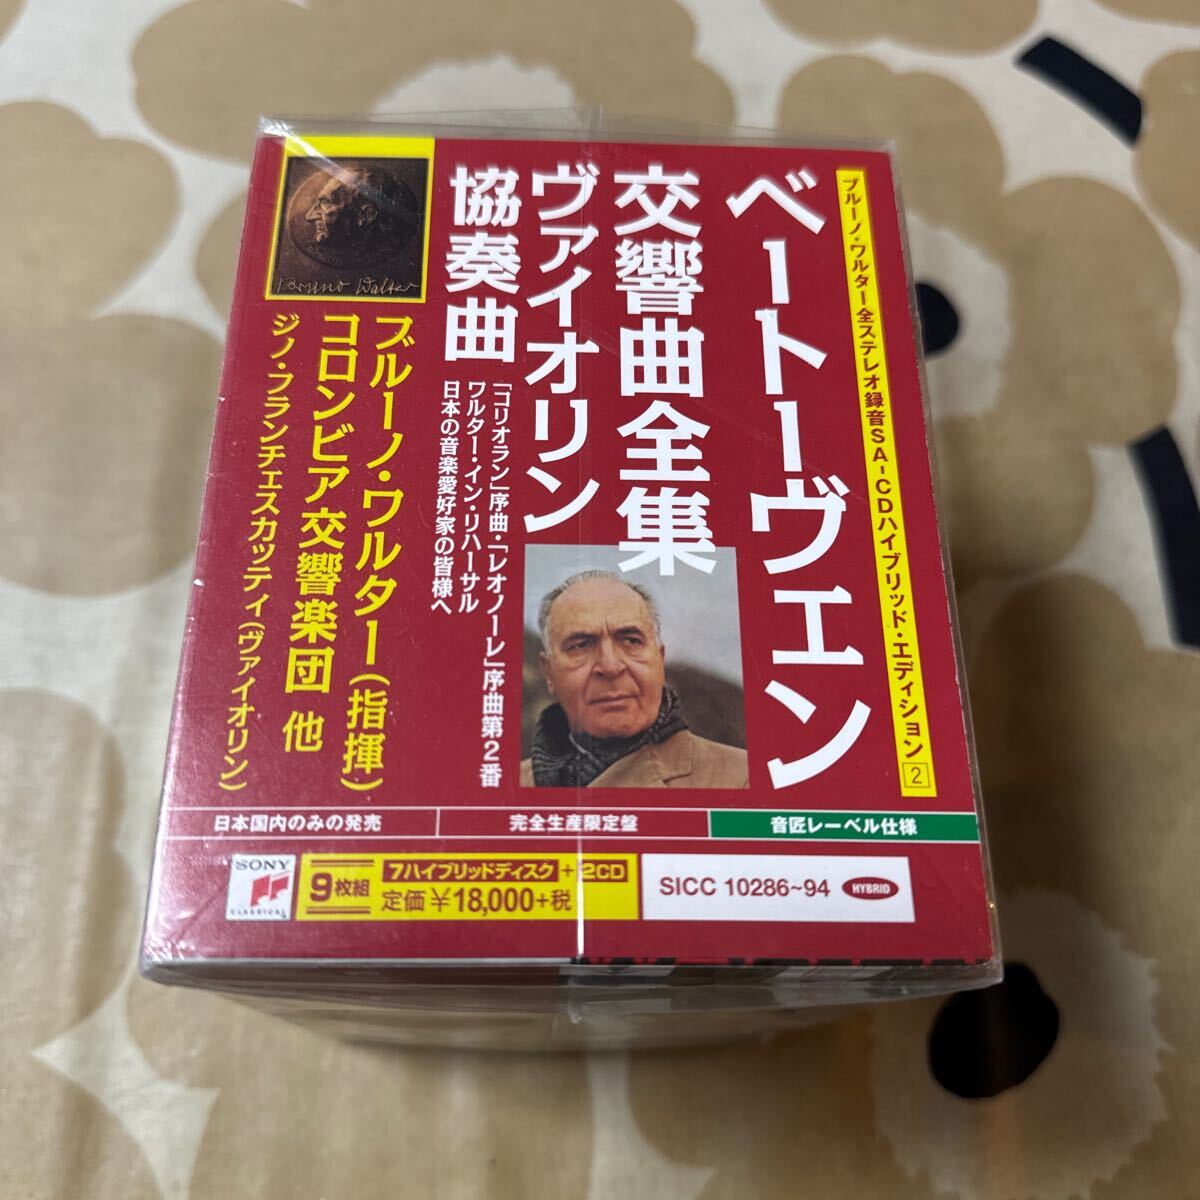 ブルーノ・ワルター全ステレオ録音SA-CDハイブリッド・エディション2
ベートーヴェン
交響曲全集
ヴァイオリン
協奏曲
「コリオラン」序曲・「レオノーレ」序曲第2番
ワルター・イン・リハーサル
日本の音楽愛好家の皆様へ
Bruno Walter
ブルーノ・ワルター(指揮)
コロンビア交響楽団 他
ジノ・フランチェスカッティ(ヴァイオリン)
日本国内のみの発売
完全生産限定盤
音匠レーベル仕様
SONY
CLASSICAL
9枚組
7ハイブリッドディスク+2CD
定価¥18,000+税
SICC 10286~94
HYBRID